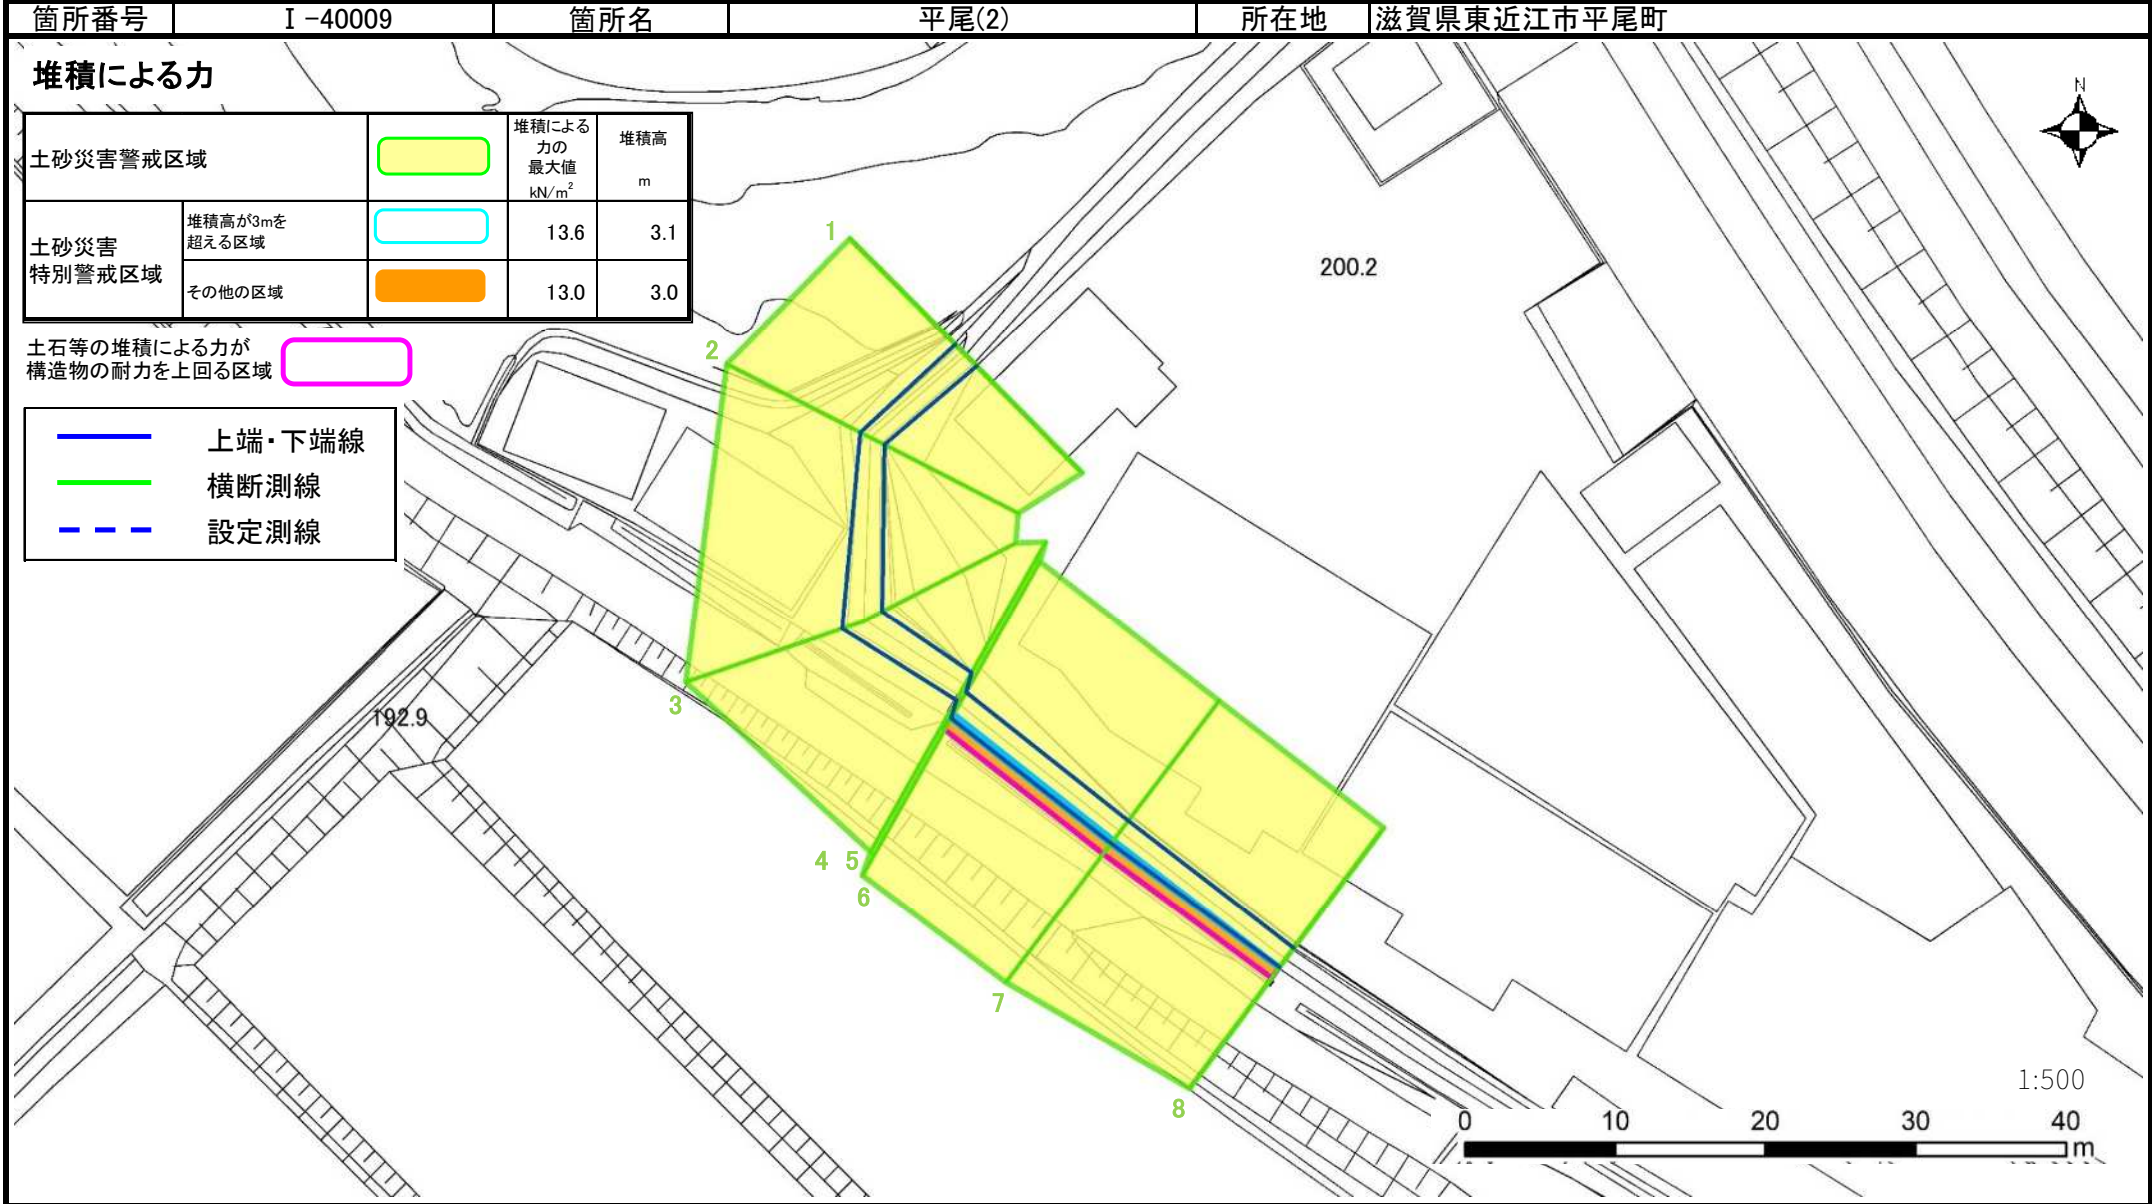 箇所番号 Ⅰ-40009 箇所名 平尾(2) 所在地 滋賀県東近江市平尾町
堆積による力
土砂災害警戒区域
堆積による
力の
最大値
kN/m²
堆積高
m
土砂災害
特別警戒区域
堆積高が3mを
超える区域
13.6 3.1
その他の区域
13.0 3.0
土石等の堆積による力が
構造物の耐力を上回る区域
上端・下端線
横断測線
設定測線
N
200.2
192.9
1
2
3
4 5
6
7
8
1:500
0 10 20 30 40
m